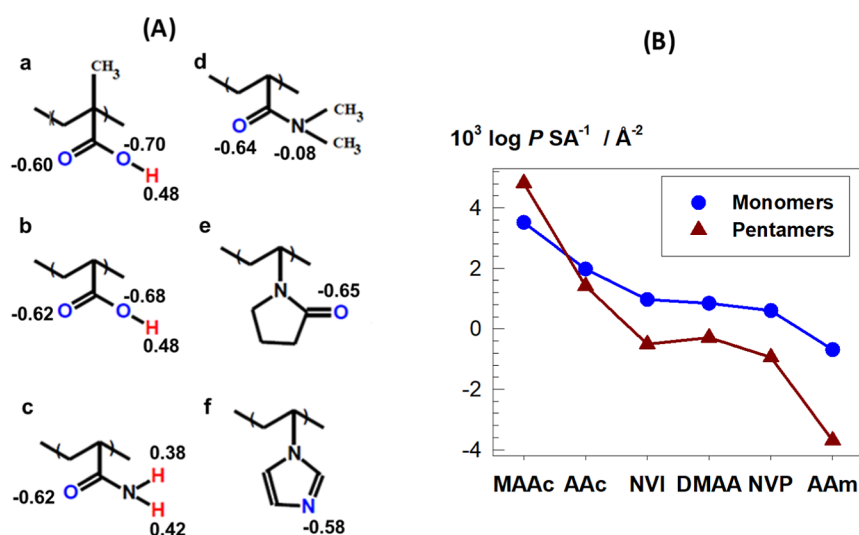 (A)
a
CH3
-0.60
O
-0.70
O
H
0.48
d
O
N
CH3
CH3
-0.64
-0.08
b
-0.62
O
-0.68
O
H
0.48
e
N
O
-0.65
c
-0.62
O
N
H
0.38
H
0.42
f
N
N
-0.58
(B)
10³ log P SA⁻¹ / Å⁻²
Monomers
Pentamers
4
2
0
-2
-4
MAAc AAc NVI DMAA NVP AAm